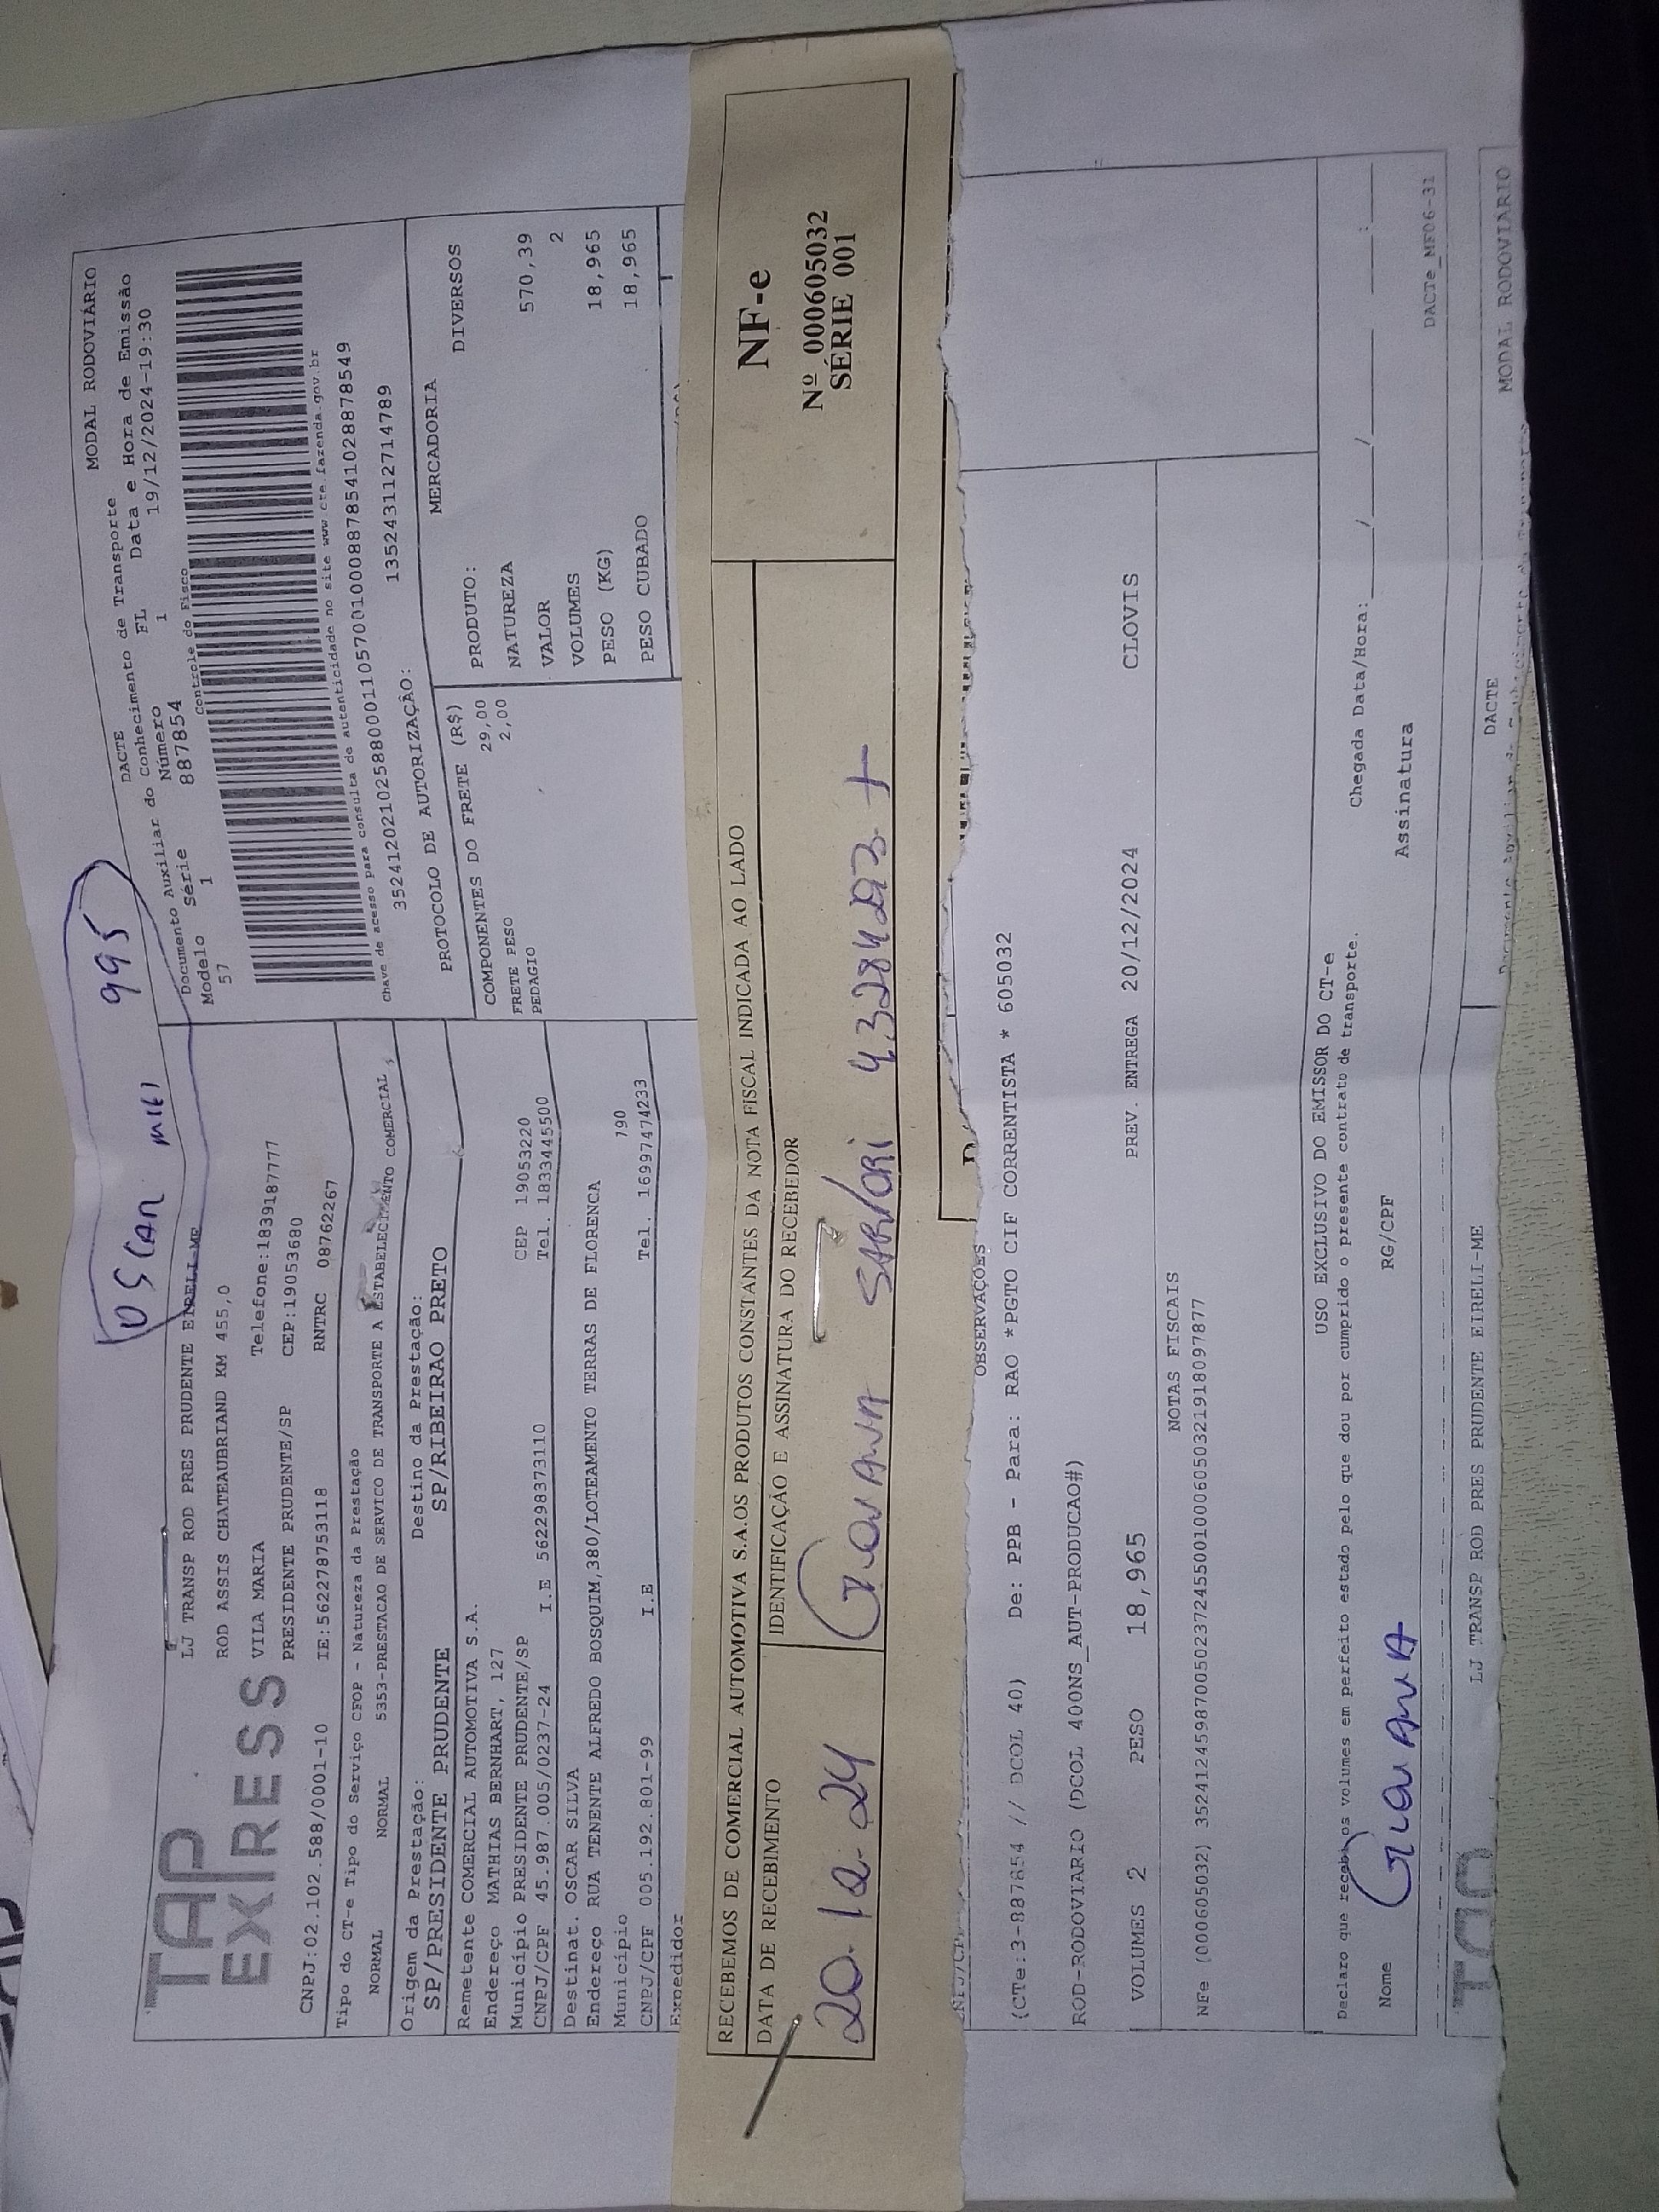 OSCAR 995
TAP
EXPRESS
LJ TRANSP ROD PRES PRUDENTE EIRELI-ME
ROD ASSIS CHATEAUBRIAND KM 455,0
VILA MARIA Telefone:1839187777
PRESIDENTE PRUDENTE/SP CEP:19053680
CNPJ:02.102.588/0001-10 IE:562278753118 RNTRC 08762267
DACTE MODAL RODOVIÁRIO
Documento Auxiliar do Conhecimento de Transporte
Modelo Série Número FL Data e Hora de Emissão
57 1 887854 1 19/12/2024-19:30
Controle do Fisco
Chave de acesso para consulta de autenticidade no site www.cte.fazenda.gov.br
35241202102588000110570010008878541028878549
PROTOCOLO DE AUTORIZAÇÃO: 135243112714789
Tipo do CT-e Tipo do Serviço CFOP - Natureza da Prestação
NORMAL NORMAL 5353-PRESTACAO DE SERVICO DE TRANSPORTE A ESTABELECIMENTO COMERCIAL
Origem da Prestação: Destino da Prestação:
SP/PRESIDENTE PRUDENTE SP/RIBEIRAO PRETO
Remetente COMERCIAL AUTOMOTIVA S.A.
Endereço MATHIAS BERNHART, 127 CEP 19053220
Município PRESIDENTE PRUDENTE/SP Tel. 1833445500
CNPJ/CPF 45.987.005/0237-24 I.E 562298373110
Destinat. OSCAR SILVA
Endereço RUA TENENTE ALFREDO BOSQUIM,380/LOTEAMENTO TERRAS DE FLORENCA
Município 790
CNPJ/CPF 005.192.801-99 I.E Tel. 16997474233
Expedidor
COMPONENTES DO FRETE (R$)
FRETE PESO 29,00
PEDAGIO 2,00
MERCADORIA
PRODUTO: DIVERSOS
NATUREZA
VALOR 570,39
VOLUMES 2
PESO (KG) 18,965
PESO CUBADO 18,965
RECEBEMOS DE COMERCIAL AUTOMOTIVA S.A.OS PRODUTOS CONSTANTES DA NOTA FISCAL INDICADA AO LADO
DATA DE RECEBIMENTO IDENTIFICAÇÃO E ASSINATURA DO RECEBEDOR
20.12.24 GIOVANA
NF-e
Nº 000605032
SÉRIE 001
OBSERVAÇÕES
(CTe:3-887854 // DCOL 40) De: PPB - Para: RAO *PGTO CIF CORRENTISTA * 605032
ROD-RODOVIARIO (DCOL 400NS_AUT-PRODUCAO#)
VOLUMES 2 PESO 18,965 PREV. ENTREGA 20/12/2024 CLOVIS
NOTAS FISCAIS
NFe (000605032) 35241245987005023724550010006050321918097877
USO EXCLUSIVO DO EMISSOR DO CT-e
Declaro que recebi os volumes em perfeito estado pelo que dou por cumprido o presente contrato de transporte.
Nome GIOVANA RG/CPF Assinatura Chegada Data/Hora:___/___/___ ___:___
DACTe_MF06-31
LJ TRANSP ROD PRES PRUDENTE EIRELI-ME
DACTE MODAL RODOVIARIO